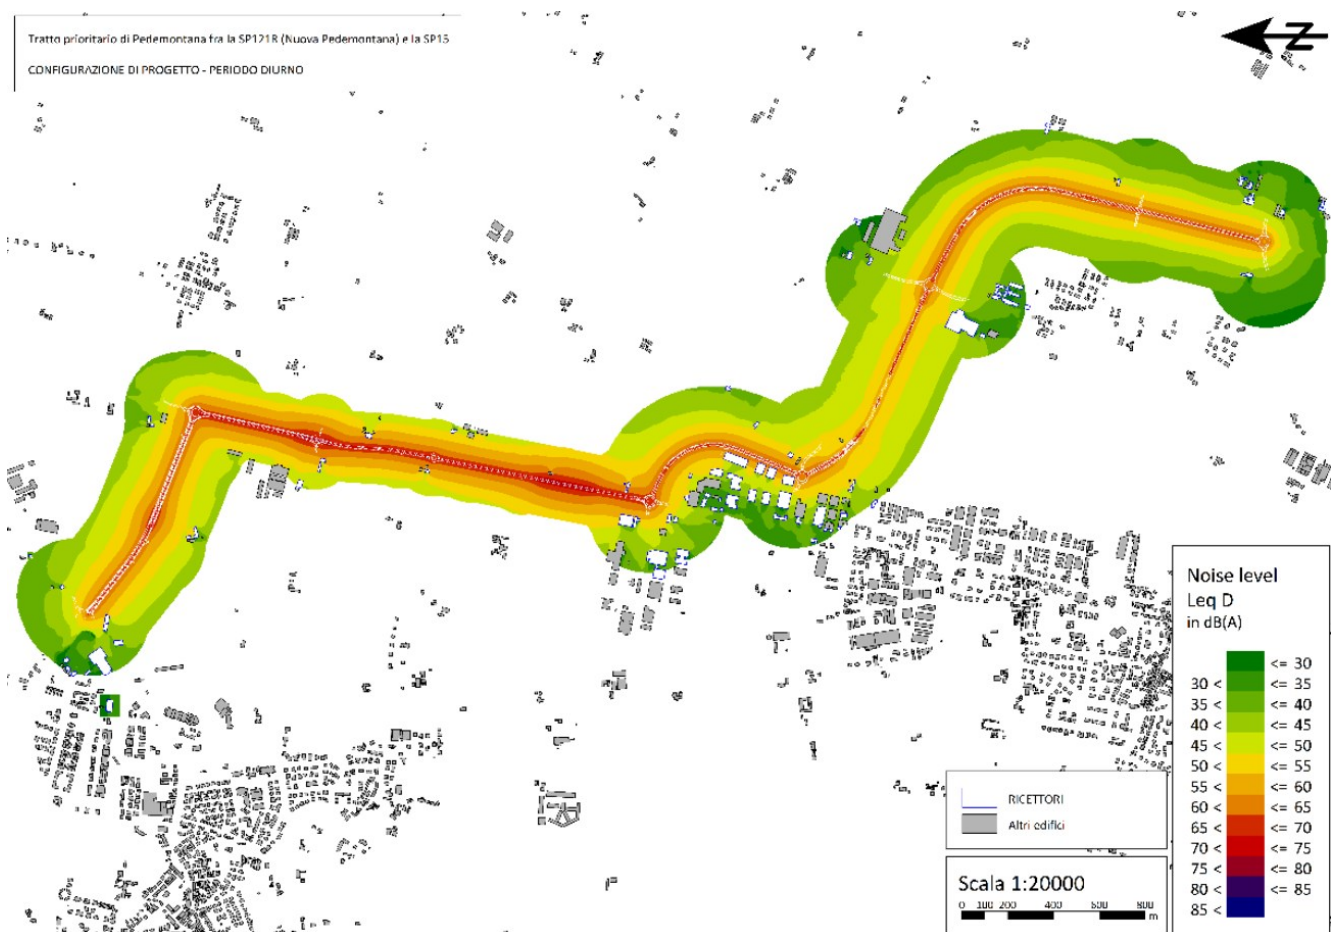 Tratto prioritario di Pedemontana fra la SP121R (Nuova Pedemontana) e la SP15
CONFIGURAZIONE DI PROGETTO - PERIODO DIURNO
Z
Noise level
Leq D
in dB(A)
<= 30
30 < <= 35
35 < <= 40
40 < <= 45
45 < <= 50
50 < <= 55
55 < <= 60
60 < <= 65
65 < <= 70
70 < <= 75
75 < <= 80
80 < <= 85
85 <
RICETTORI
Altri edifici
Scala 1:20000
0 100 200 400 600 800
m